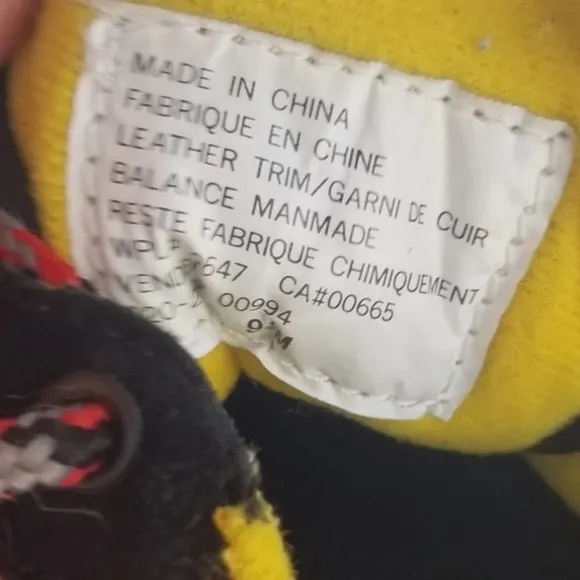 MADE IN CHINA
FABRIQUE EN CHINE
LEATHER TRIM/GARNI DE CUIR
BALANCE MANMADE
RESTE FABRIQUE CHIMIQUEMENT
CA#00665
00994